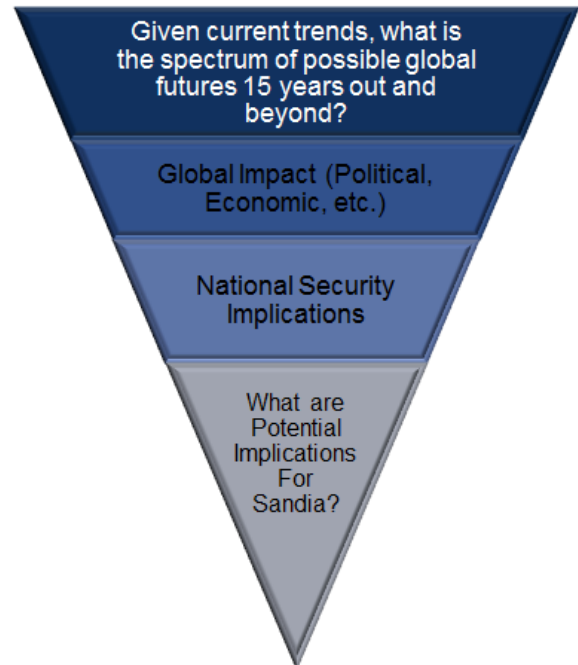 Given current trends, what is
the spectrum of possible global
futures 15 years out and
beyond?
Global Impact (Political,
Economic, etc.)
National Security
Implications
What are
Potential
Implications
For
Sandia?